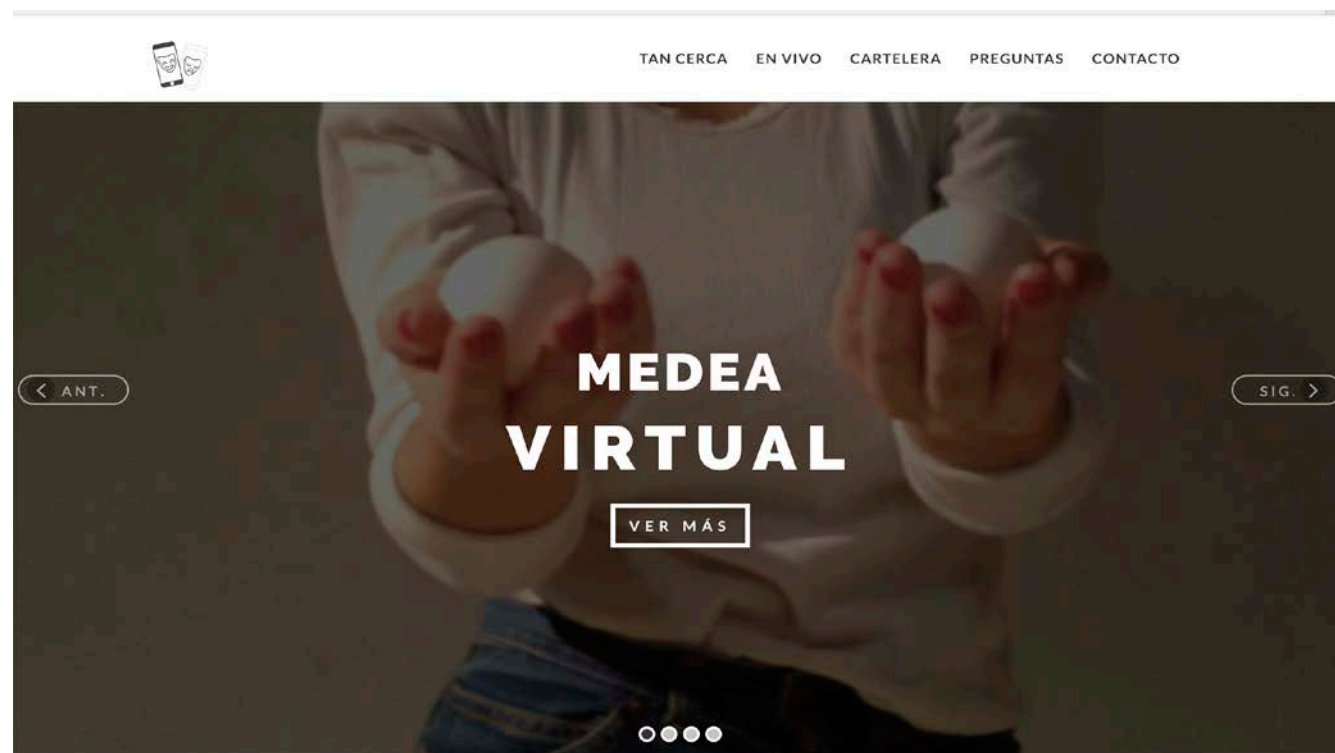 TAN CERCA EN VIVO CARTELERA PREGUNTAS CONTACTO
MEDEA
< ANT.
SIG. >
VIRTUAL
VER MÁS